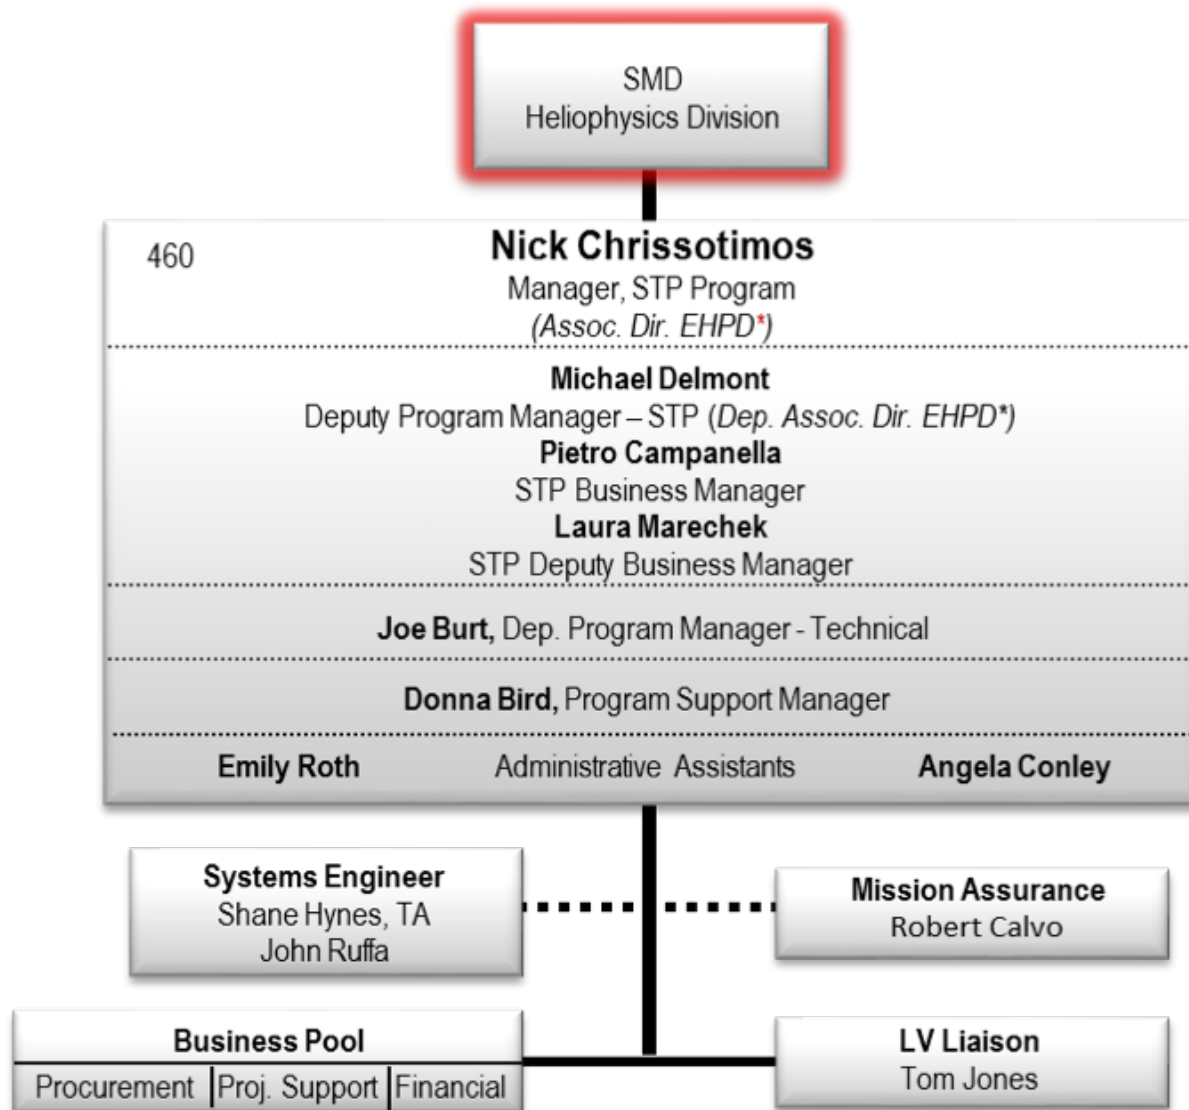 SMD
Heliophysics Division
460
Nick Chrissotimos
Manager, STP Program
(Assoc. Dir. EHPD*)
Michael Delmont
Deputy Program Manager – STP (Dep. Assoc. Dir. EHPD*)
Pietro Campanella
STP Business Manager
Laura Marechek
STP Deputy Business Manager
Joe Burt, Dep. Program Manager - Technical
Donna Bird, Program Support Manager
Emily Roth Administrative Assistants Angela Conley
Systems Engineer
Shane Hynes, TA
John Ruffa
Mission Assurance
Robert Calvo
Business Pool
Procurement Proj. Support Financial
LV Liaison
Tom Jones